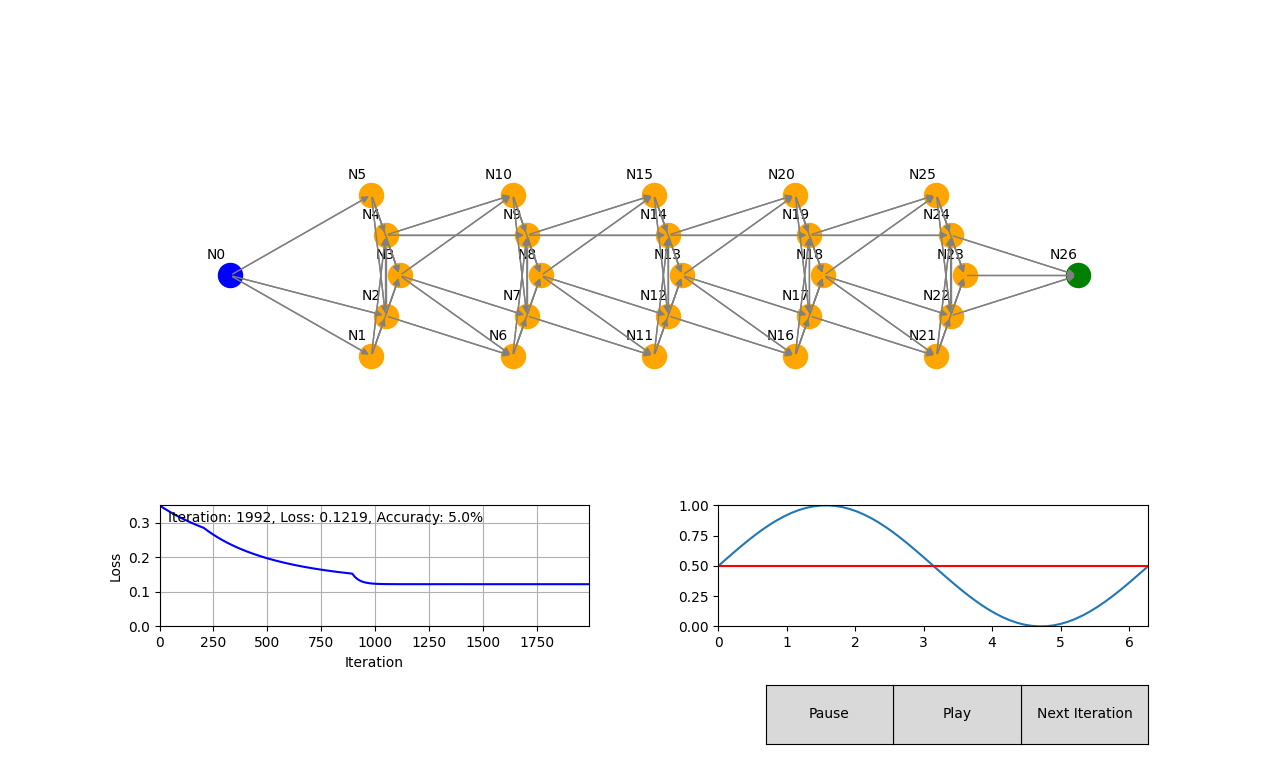 N5 N10 N15 N20 N25
N4 N9 N14 N19 N24
N0 N3 N8 N13 N18 N23 N26
N2 N7 N12 N17 N22
N1 N6 N11 N16 N21
Iteration: 1992, Loss: 0.1219, Accuracy: 5.0%
Loss
0.3
0.2
0.1
0.0
0 250 500 750 1000 1250 1500 1750
Iteration
1.00
0.75
0.50
0.25
0.00
0 1 2 3 4 5 6
Pause Play Next Iteration